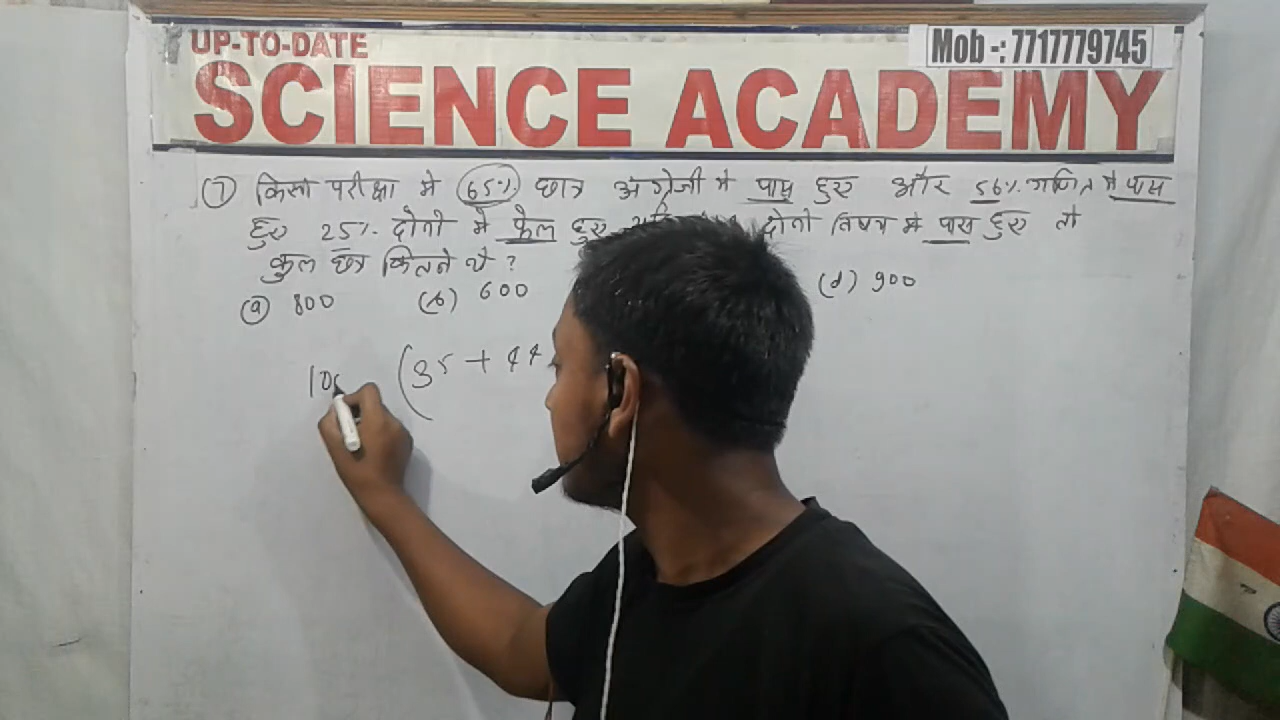 UP-TO-DATE
Mob -: 7717779745
SCIENCE ACADEMY
(7) किसी परीक्षा मे 65% छात्र अंग्रेजी मे पास हुए और 56% गणित मे पास
हुए 25% दोनो मे फेल हुए दोनो विषय मे पास हुए तो
कुल छात्र कितने थे ?
(a) 800 (b) 600 (d) 900
100 (35 + 44